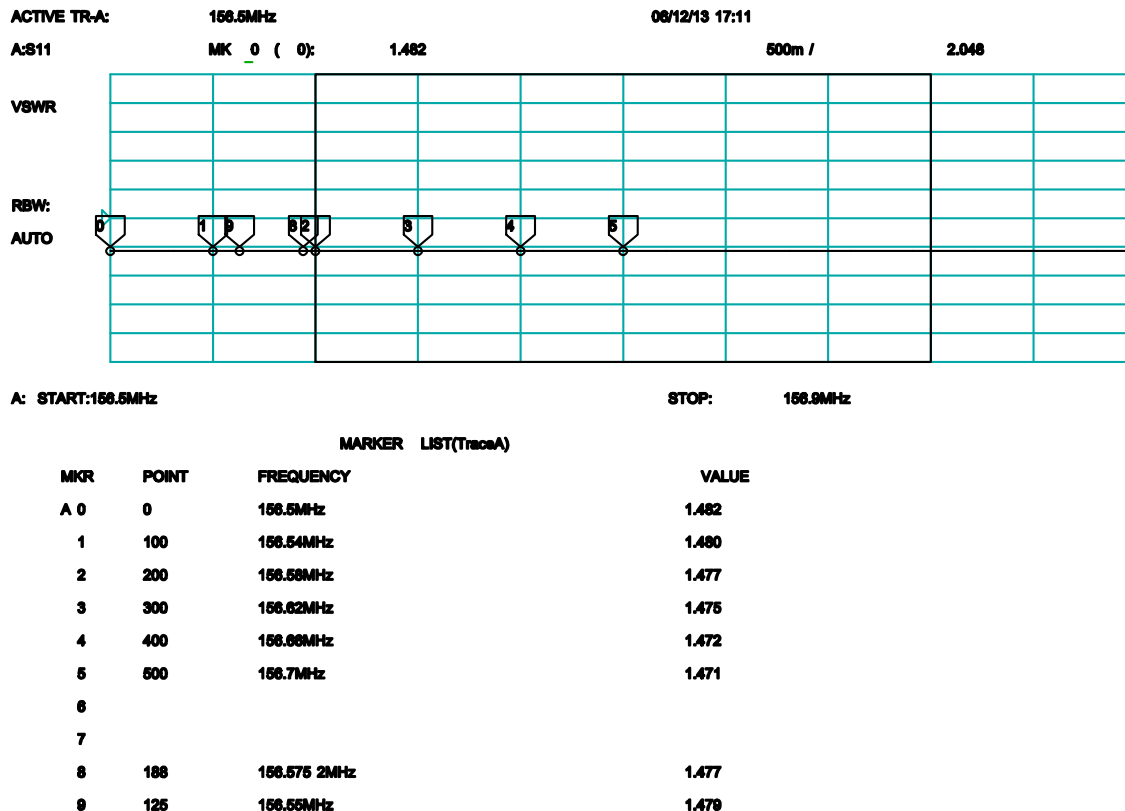 ACTIVE TR-A: 156.5MHz 06/12/13 17:11
A:S11 MK 0 ( 0): 1.482 500m / 2.048
VSWR
RBW:
AUTO
0 1 9 8 2 3 4 5
A: START:156.5MHz STOP: 156.9MHz
MARKER LIST(TraceA)
MKR POINT FREQUENCY VALUE
A 0 0 156.5MHz 1.482
1 100 156.54MHz 1.480
2 200 156.58MHz 1.477
3 300 156.62MHz 1.475
4 400 156.66MHz 1.472
5 500 156.7MHz 1.471
6
7
8 188 156.575 2MHz 1.477
9 125 156.55MHz 1.479